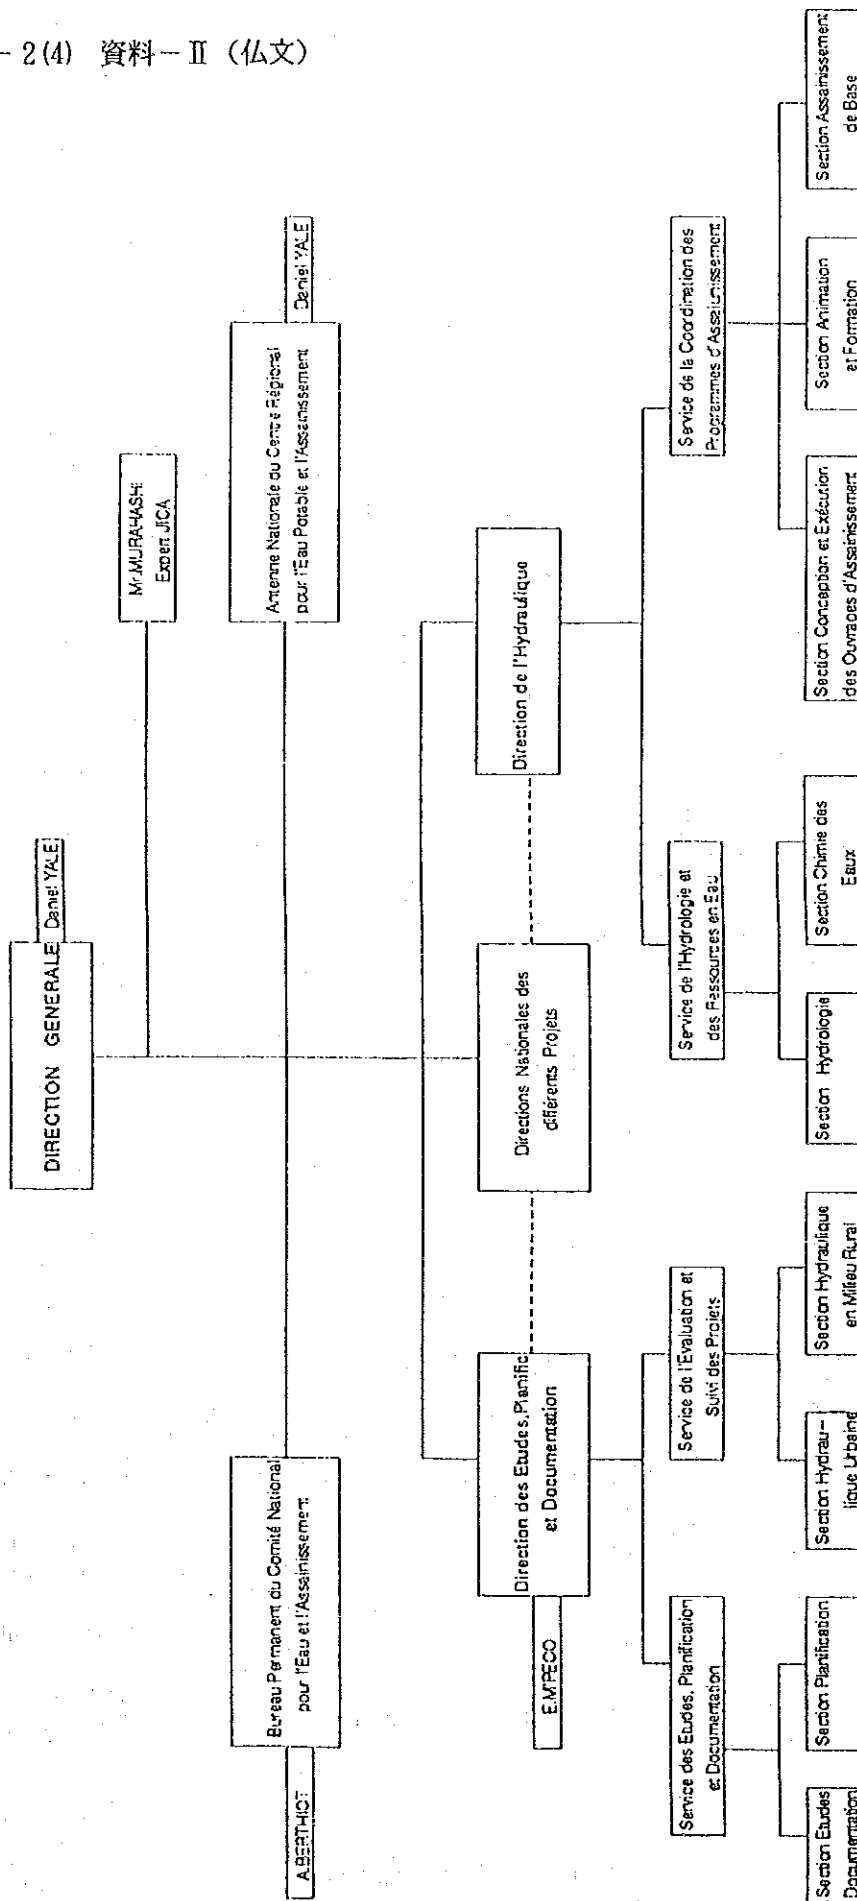 - 2(4) 資料－Ⅱ（仏文）
DIRECTION GENERALE
Daniel YALE
Mr.MURAHASHI
Expert JICA
A.BERTHIOT
Bureau Permanent du Comité National
pour l'Eau et l'Assainissement
Antenne Nationale du Centre Régional
pour l'Eau Potable et l'Assainissement
Daniel YALE
E.MPECO
Direction des Etudes,Planific
et Documentation
Directions Nationales des
différents Projets
Direction de l'Hydraulique
Service des Etudes, Planification
et Documentation
Service de l'Evaluation et
Suivi des Projets
Service de l'Hydrologie et
des Ressources en Eau
Service de la Coordination des
Programmes d'Assainissement
Section Etudes
Documentation
Section Planification
Section Hydrau-
lique Urbaine
Section Hydraulique
en Milieu Rural
Section Hydrologie
Section Chimie des
Eaux
Section Conception et Exécution
des Ouvrages d'Assainissement
Section Animation
et Formation
Section Assainissement
de Base